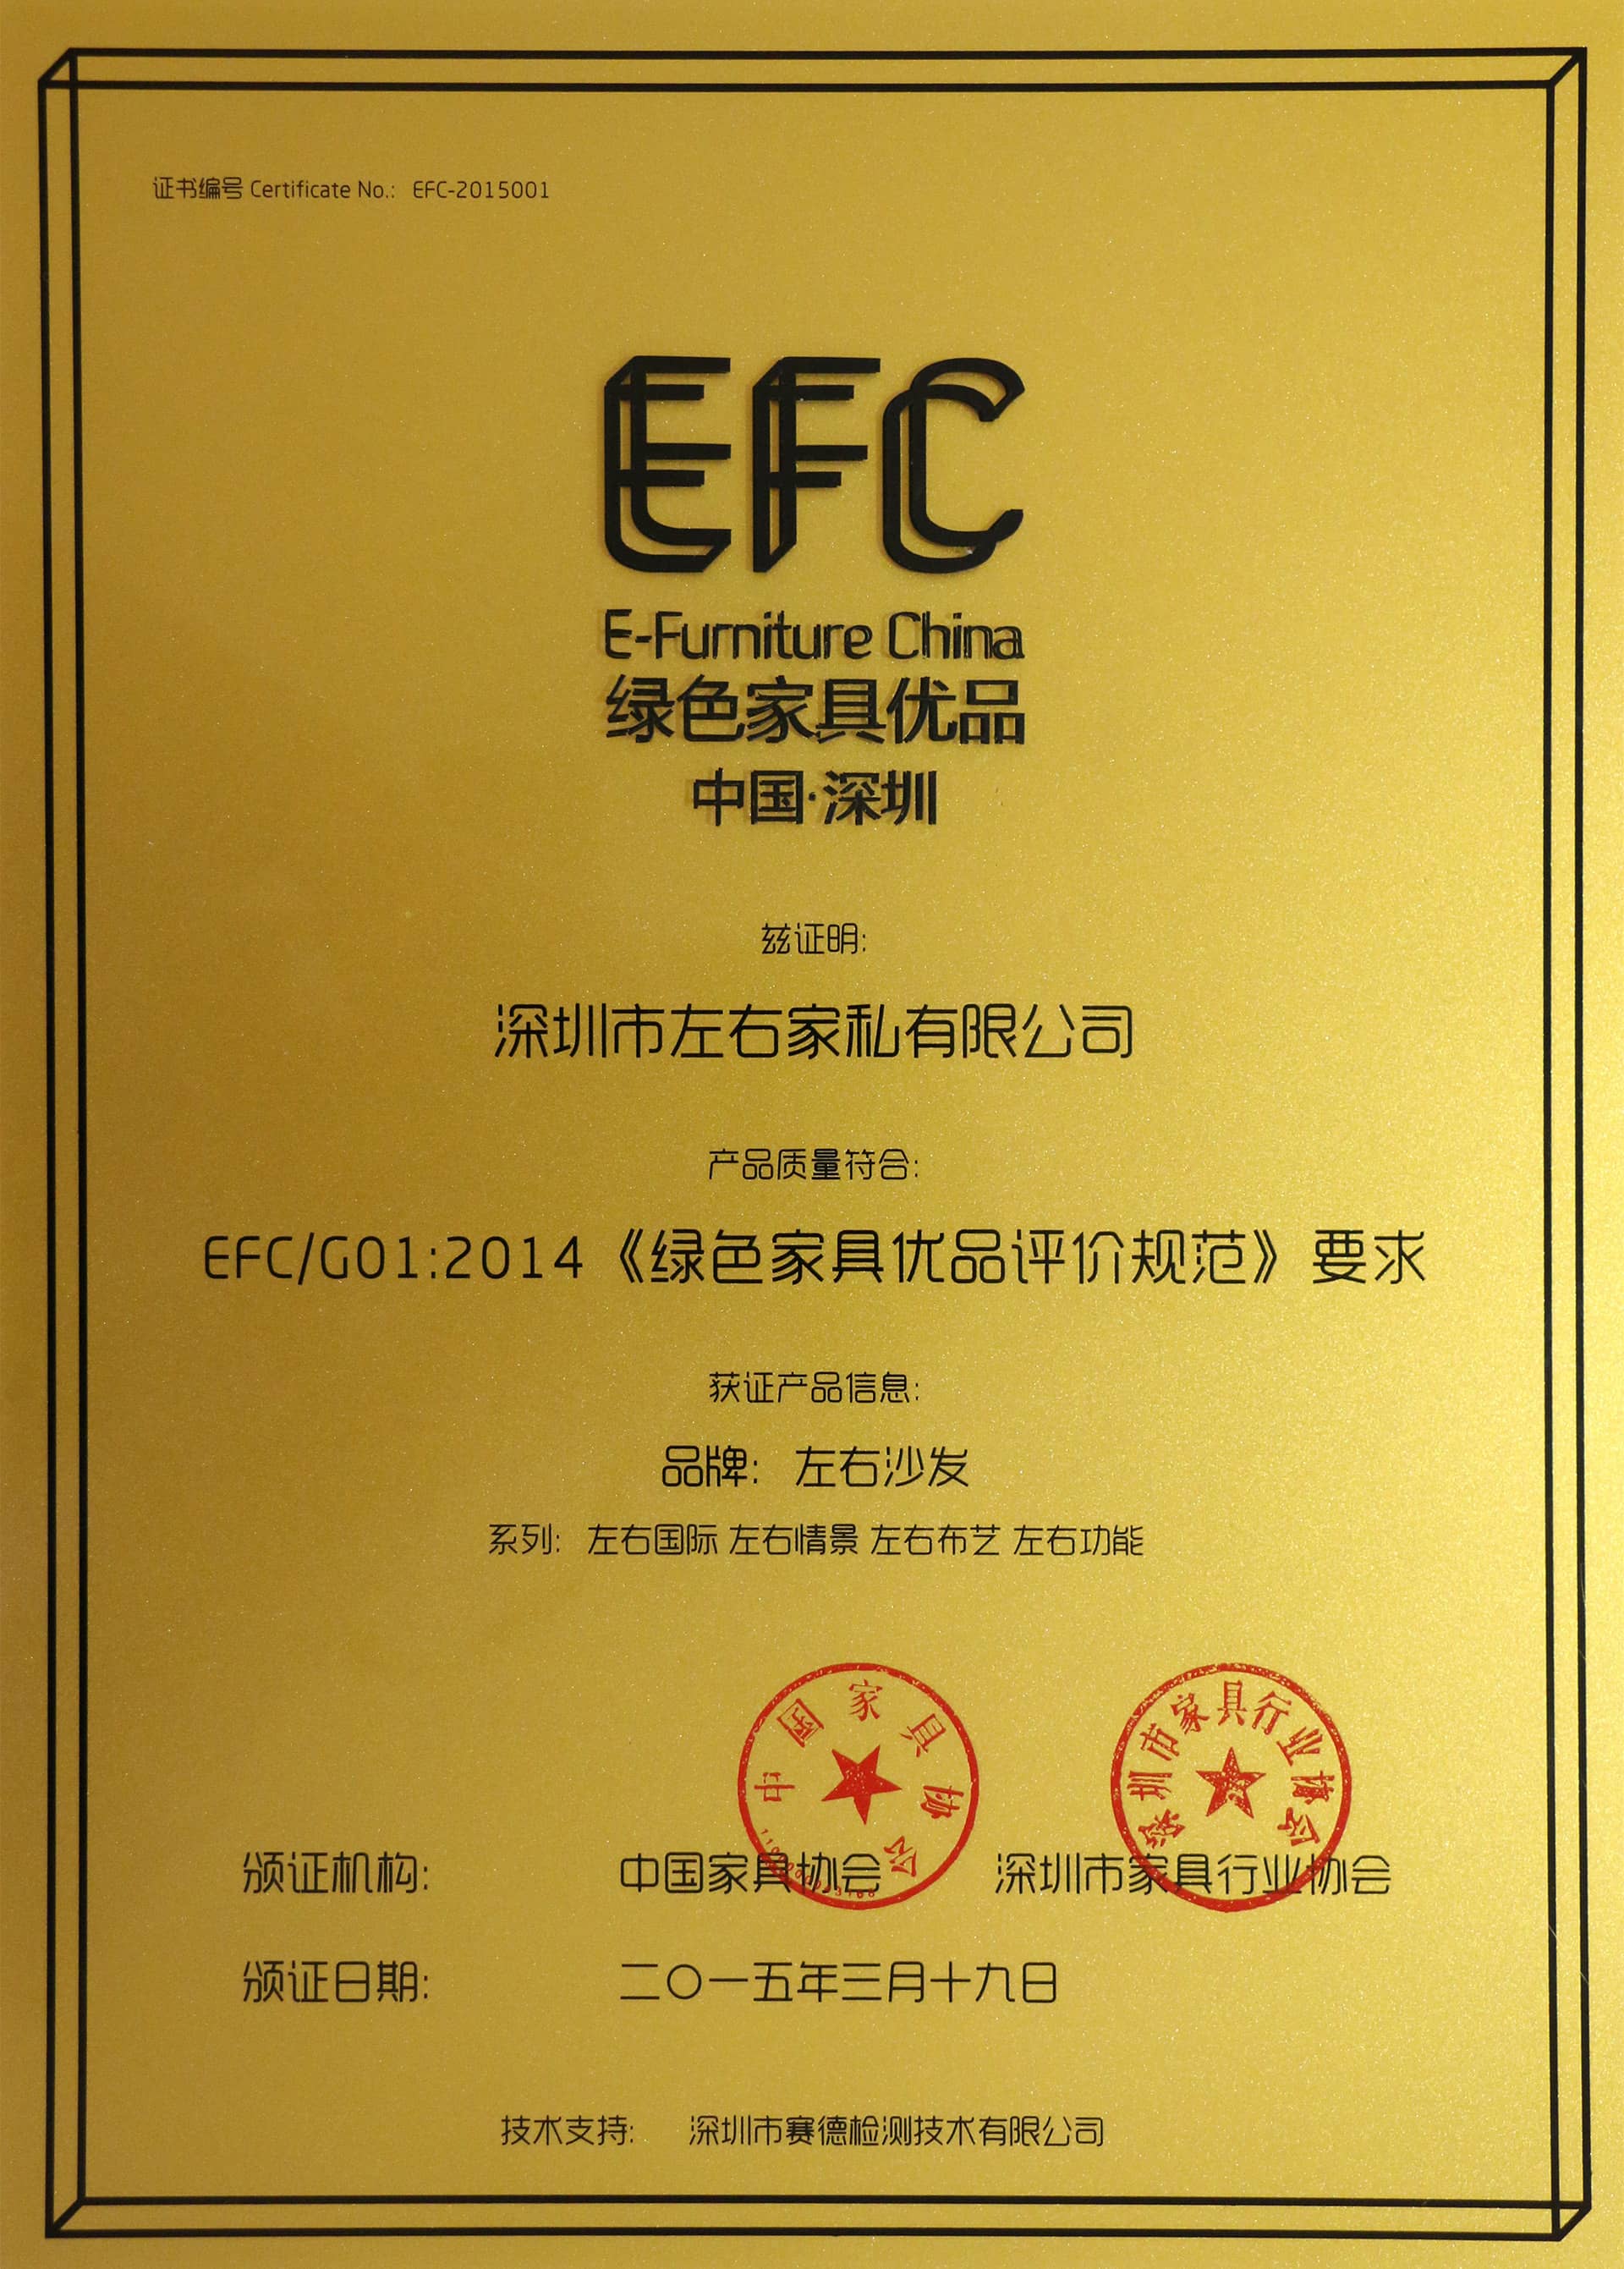 证书编号 Certificate No.: EFC-2015001
EFC
E-Furniture China
绿色家具优品
中国·深圳
兹证明:
深圳市左右家私有限公司
产品质量符合:
EFC/G01:2014《绿色家具优品评价规范》要求
获证产品信息:
品牌: 左右沙发
系列: 左右国际 左右情景 左右布艺 左右功能
中国家具协会
深圳市家具行业协会
颁证机构: 中国家具协会 深圳市家具行业协会
颁证日期: 二〇一五年三月十九日
技术支持: 深圳市赛德检测技术有限公司